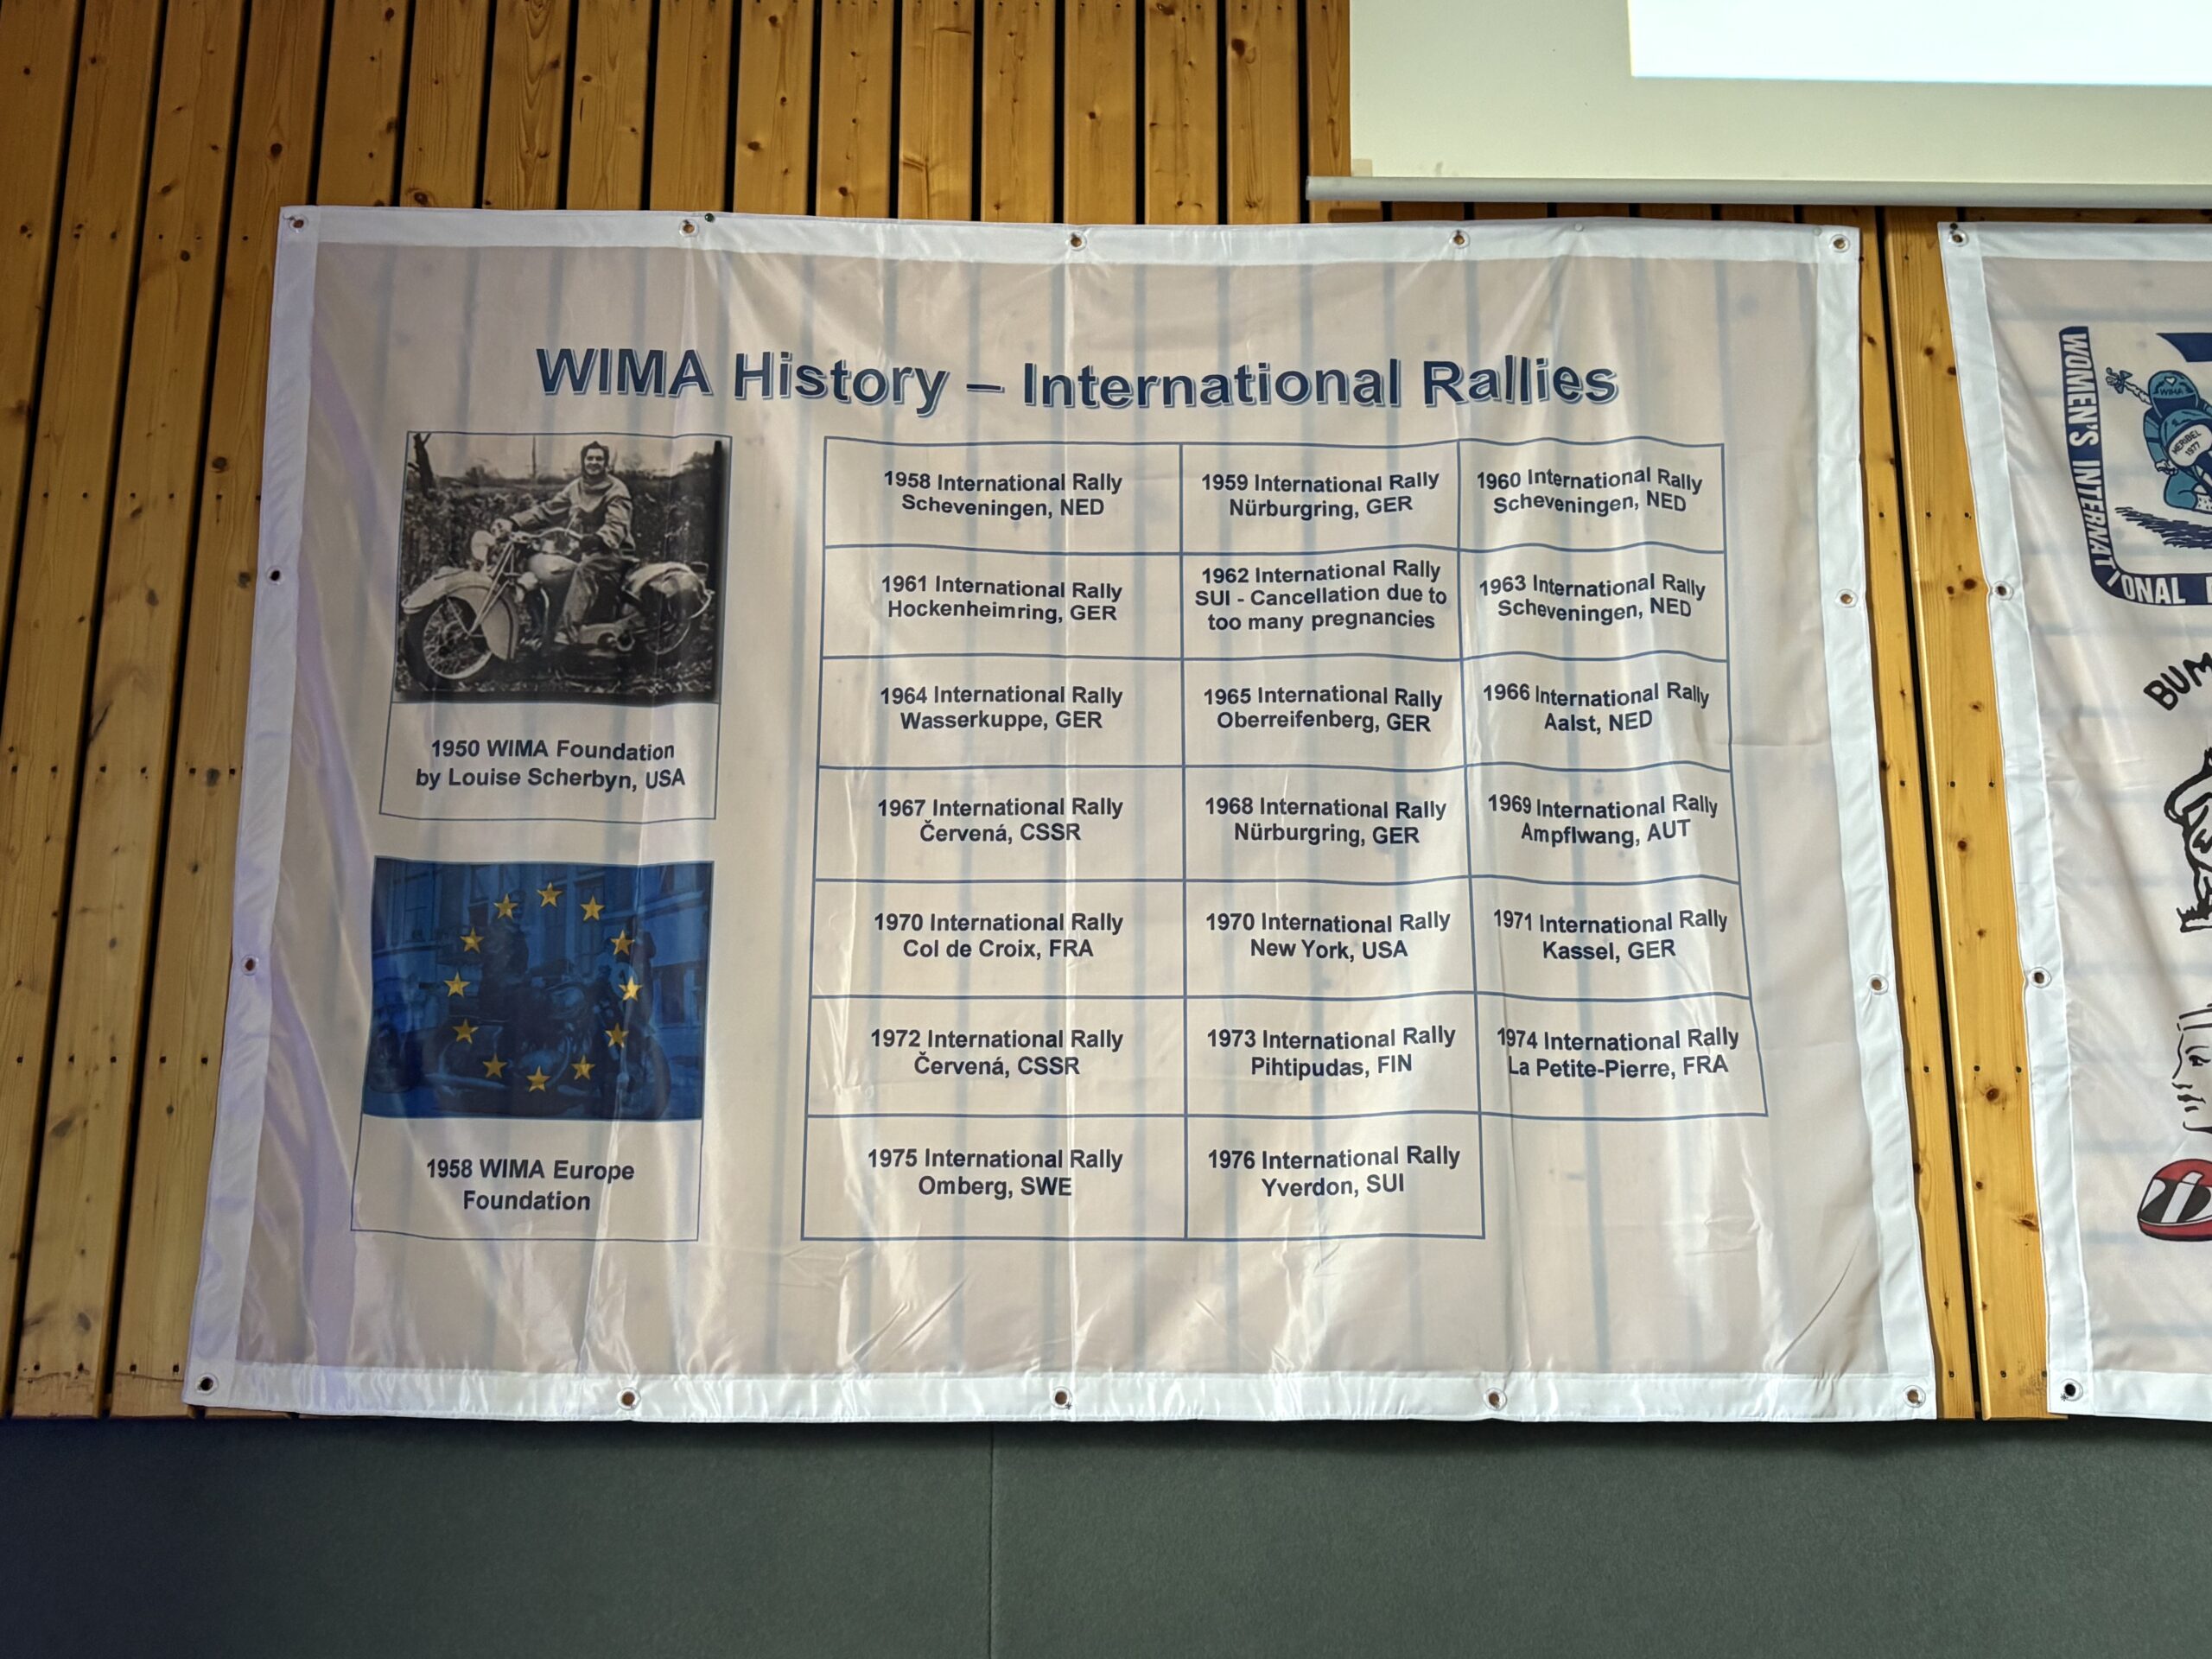 WIMA History – International Rallies
1950 WIMA Foundation
by Louise Scherbyn, USA
1958 WIMA Europe
Foundation
1958 International Rally
Scheveningen, NED
1959 International Rally
Nürburgring, GER
1960 International Rally
Scheveningen, NED
1961 International Rally
Hockenheimring, GER
1962 International Rally
SUI - Cancellation due to
too many pregnancies
1963 International Rally
Scheveningen, NED
1964 International Rally
Wasserkuppe, GER
1965 International Rally
Oberreifenberg, GER
1966 International Rally
Aalst, NED
1967 International Rally
Červená, CSSR
1968 International Rally
Nürburgring, GER
1969 International Rally
Ampflwang, AUT
1970 International Rally
Col de Croix, FRA
1970 International Rally
New York, USA
1971 International Rally
Kassel, GER
1972 International Rally
Červená, CSSR
1973 International Rally
Pihtipudas, FIN
1974 International Rally
La Petite-Pierre, FRA
1975 International Rally
Omberg, SWE
1976 International Rally
Yverdon, SUI
WOMEN'S INTERNATIONAL
WIMA
1977